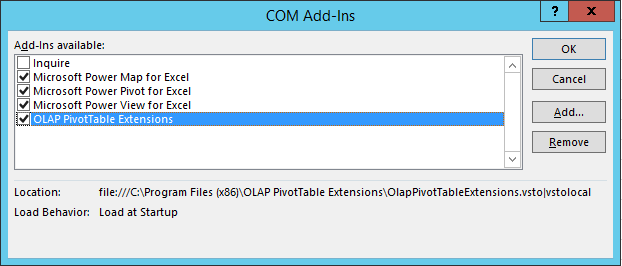 COM Add-Ins
? X
Add-Ins available:
Inquire
Microsoft Power Map for Excel
Microsoft Power Pivot for Excel
Microsoft Power View for Excel
OLAP PivotTable Extensions
OK
Cancel
Add...
Remove
Location: file:///C:\Program Files (x86)\OLAP PivotTable Extensions\OlapPivotTableExtensions.vsto|vstolocal
Load Behavior: Load at Startup